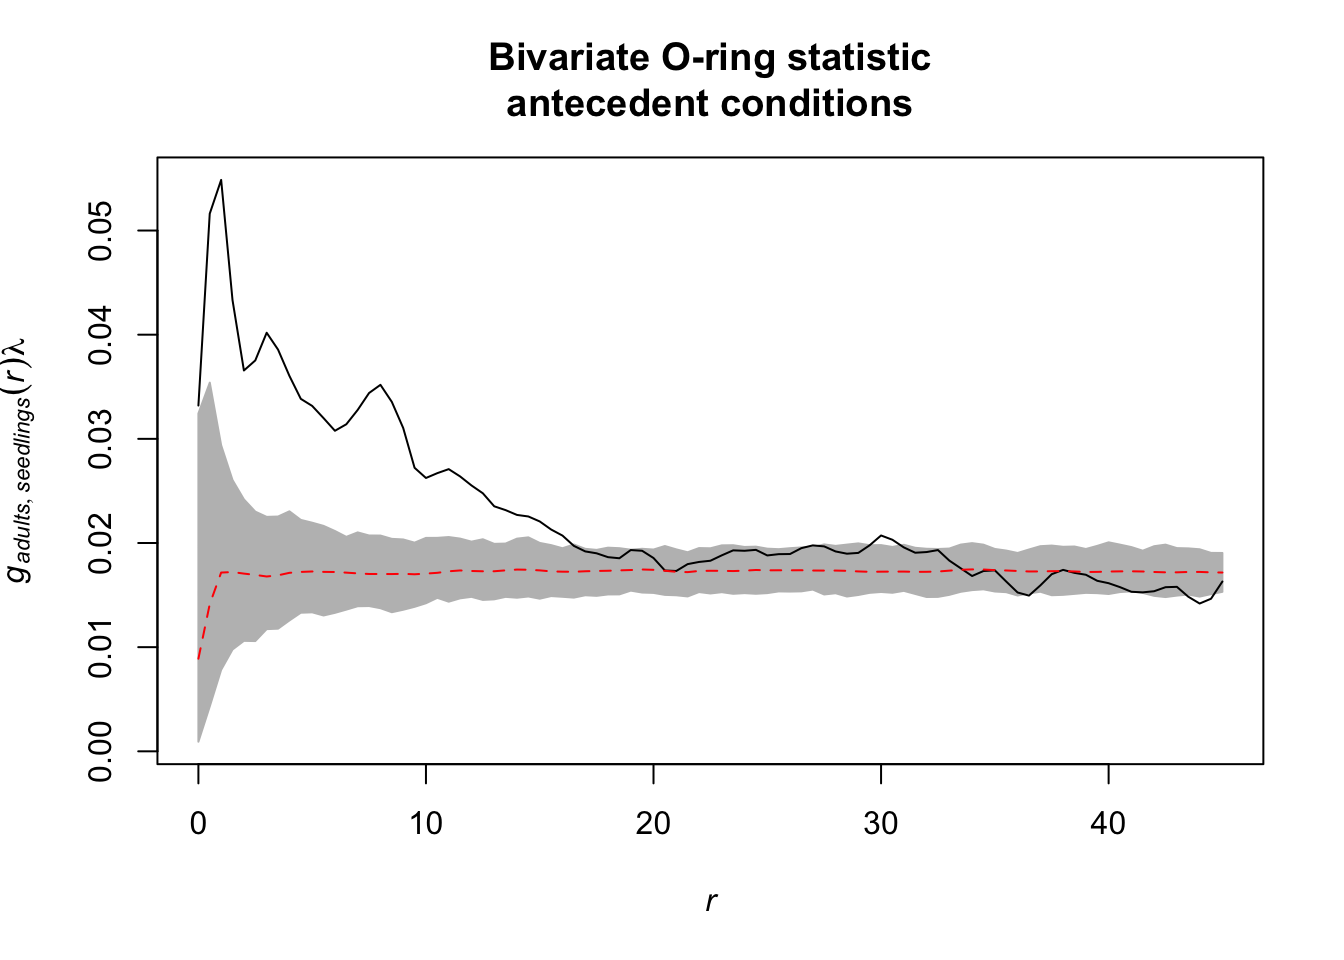 Bivariate O-ring statistic
antecedent conditions
g adults, seedlings (r)λ
0.05
0.04
0.03
0.02
0.01
0.00
0 10 20 30 40
r